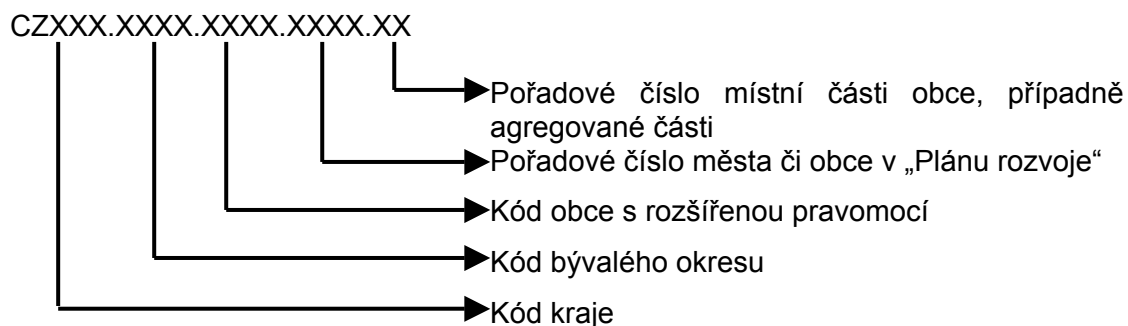 CZXXX.XXXX.XXXX.XXXX.XX
Pořadové číslo místní části obce, případně
agregované části
Pořadové číslo města či obce v „Plánu rozvoje“
Kód obce s rozšířenou pravomocí
Kód bývalého okresu
Kód kraje